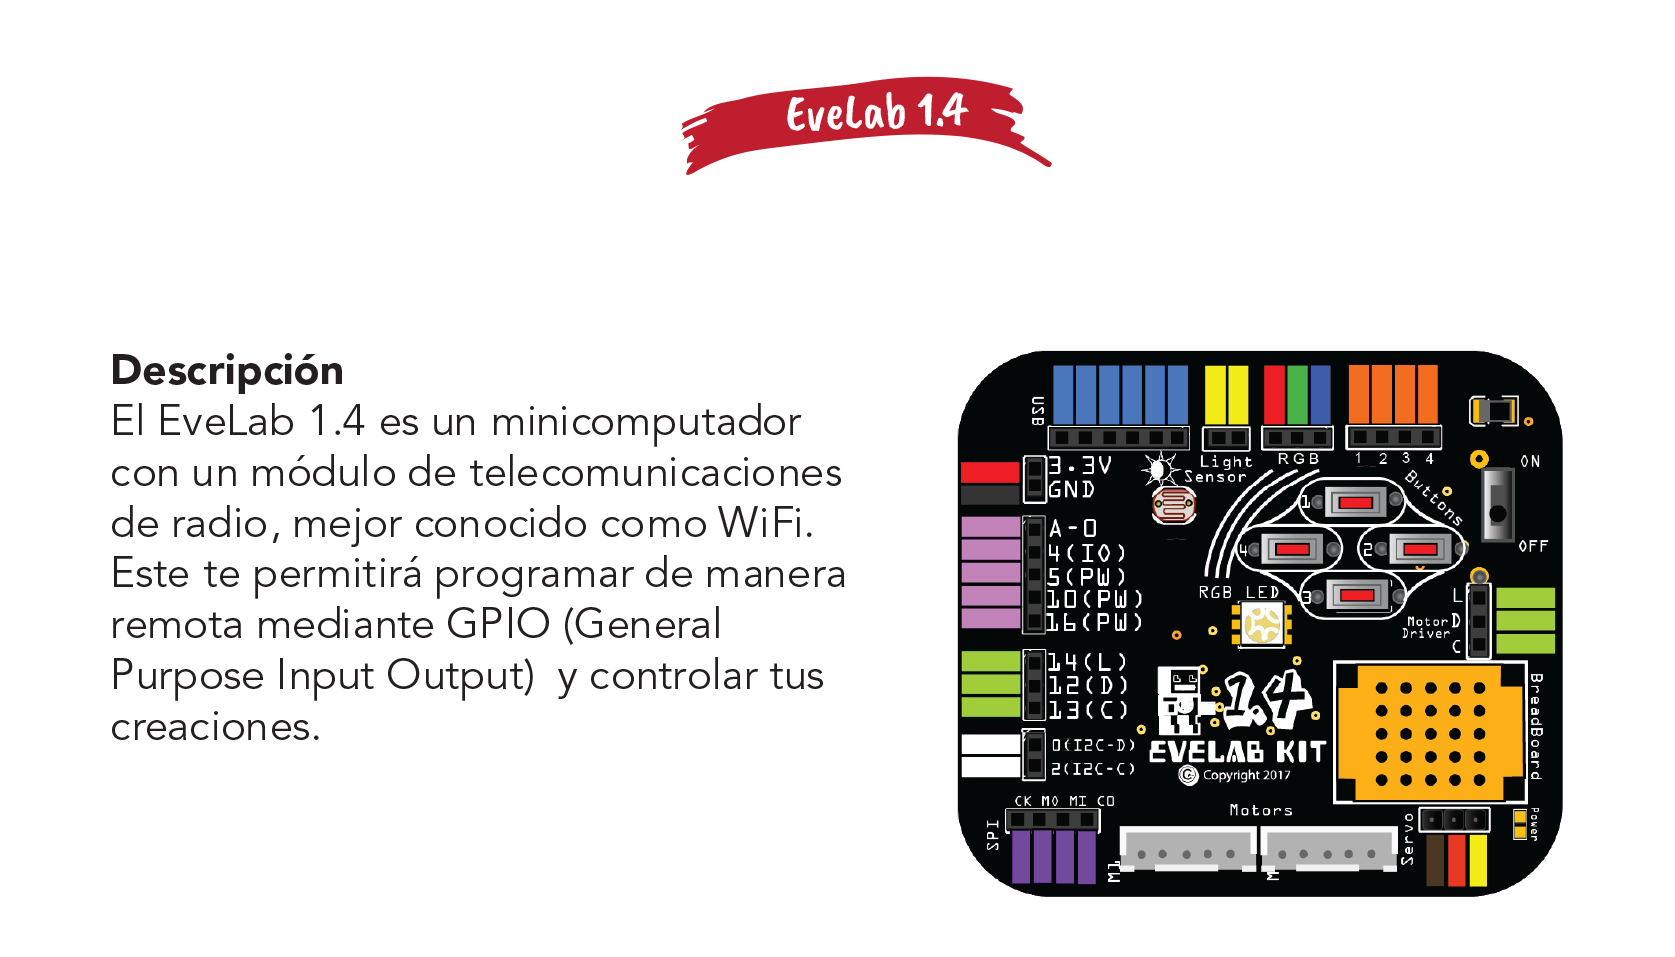 EveLab 1.4
Descripción
El EveLab 1.4 es un minicomputador
con un módulo de telecomunicaciones
de radio, mejor conocido como WiFi.
Este te permitirá programar de manera
remota mediante GPIO (General
Purpose Input Output)  y controlar tus
creaciones.
USB
3.3V
GND
Light
Sensor
RGB
1 2 3 4
Buttons
ON
OFF
A-0
4(IO)
5(PW)
10(PW)
16(PW)
1
4
2
3
RGB LED
L
Motor D
Driver
C
14(L)
12(D)
13(C)
0(I2C-D)
2(I2C-C)
1.4
EVELAB KIT
Copyright 2017
BreadBoard
CK MO MI CO
SPI
Motors
M1
M
Servo
Power